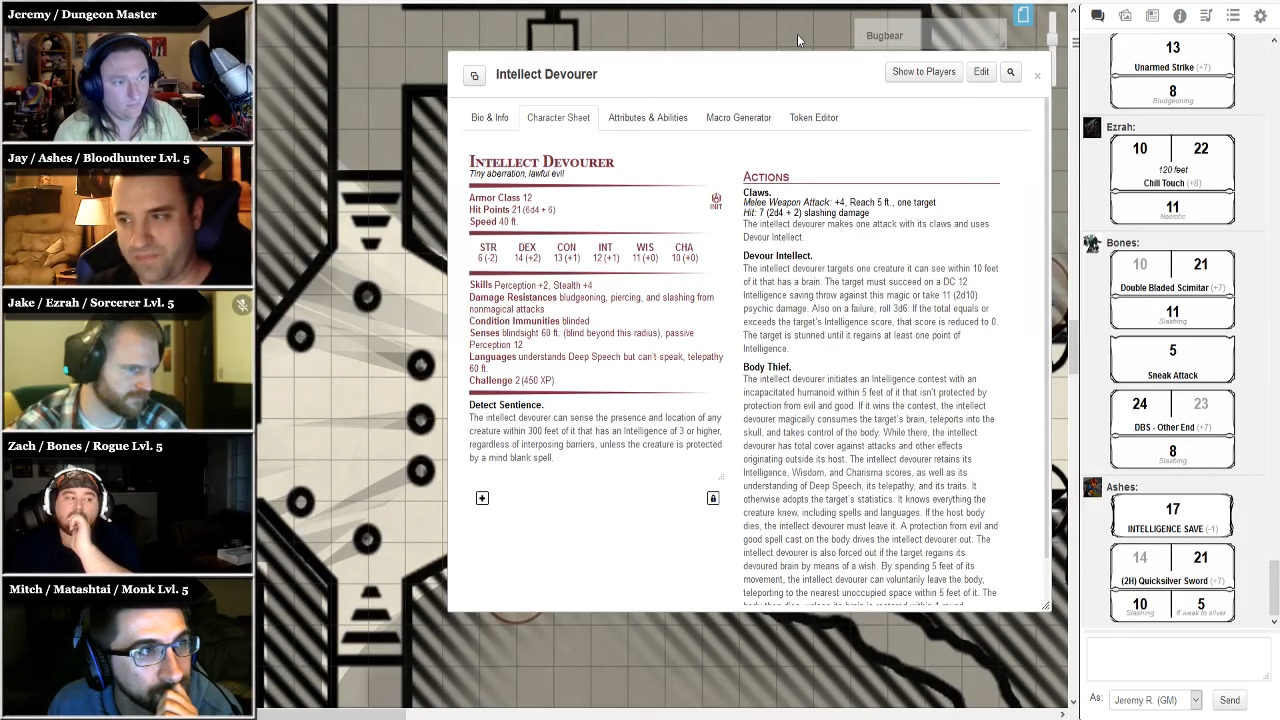 Jeremy / Dungeon Master
Jay / Ashes / Bloodhunter Lvl. 5
Jake / Ezrah / Sorcerer Lvl. 5
Zach / Bones / Rogue Lvl. 5
Mitch / Matashtai / Monk Lvl. 5
Bugbear
Intellect Devourer
Show to Players
Edit
Bio & Info
Character Sheet
Attributes & Abilities
Macro Generator
Token Editor
INTELLECT DEVOURER
Tiny aberration, lawful evil
Armor Class 12
Hit Points 21 (6d4 + 6)
Speed 40 ft.
INIT
STR DEX CON INT WIS CHA
6 (-2) 14 (+2) 13 (+1) 12 (+1) 11 (+0) 10 (+0)
Skills Perception +2, Stealth +4
Damage Resistances bludgeoning, piercing, and slashing from
nonmagical attacks
Condition Immunities blinded
Senses blindsight 60 ft. (blind beyond this radius), passive
Perception 12
Languages understands Deep Speech but can't speak, telepathy
60 ft.
Challenge 2 (450 XP)
Detect Sentience.
The intellect devourer can sense the presence and location of any
creature within 300 feet of it that has an Intelligence of 3 or higher,
regardless of interposing barriers, unless the creature is protected
by a mind blank spell.
ACTIONS
Claws.
Melee Weapon Attack: +4, Reach 5 ft., one target
Hit: 7 (2d4 + 2) slashing damage
The intellect devourer makes one attack with its claws and uses
Devour Intellect.
Devour Intellect.
The intellect devourer targets one creature it can see within 10 feet
of it that has a brain. The target must succeed on a DC 12
Intelligence saving throw against this magic or take 11 (2d10)
psychic damage. Also on a failure, roll 3d6. If the total equals or
exceeds the target's Intelligence score, that score is reduced to 0.
The target is stunned until it regains at least one point of
Intelligence.
Body Thief.
The intellect devourer initiates an Intelligence contest with an
incapacitated humanoid within 5 feet of it that isn't protected by
protection from evil and good. If it wins the contest, the intellect
devourer magically consumes the target's brain, teleports into the
skull, and takes control of the body. While there, the intellect
devourer has total cover against attacks and other effects
originating outside its host. The intellect devourer retains its
Intelligence, Wisdom, and Charisma scores, as well as its
understanding of Deep Speech, its telepathy, and its traits. It
otherwise adopts the target's statistics. It knows everything the
creature knew, including spells and languages. If the host body
dies, the intellect devourer must leave it. A protection from evil and
good spell cast on the body drives the intellect devourer out. The
intellect devourer is also forced out if the target regains its
devoured brain by means of a wish. By spending 5 feet of its
movement, the intellect devourer can voluntarily leave the body,
teleporting to the nearest unoccupied space within 5 feet of it. The
body then dies, unless its brain is restored within 1 round
13
Unarmed Strike (+7)
8
Bludgeoning
Ezrah:
10 22
120 feet
Chill Touch (+8)
11
Necrotic
Bones:
10 21
Double Bladed Scimitar (+7)
11
Slashing
5
Sneak Attack
24 23
DBS - Other End (+7)
8
Slashing
Ashes:
17
INTELLIGENCE SAVE (-1)
14 21
(2H) Quicksilver Sword (+7)
10 5
Slashing If weak to silver
As:
Jeremy R. (GM)
Send